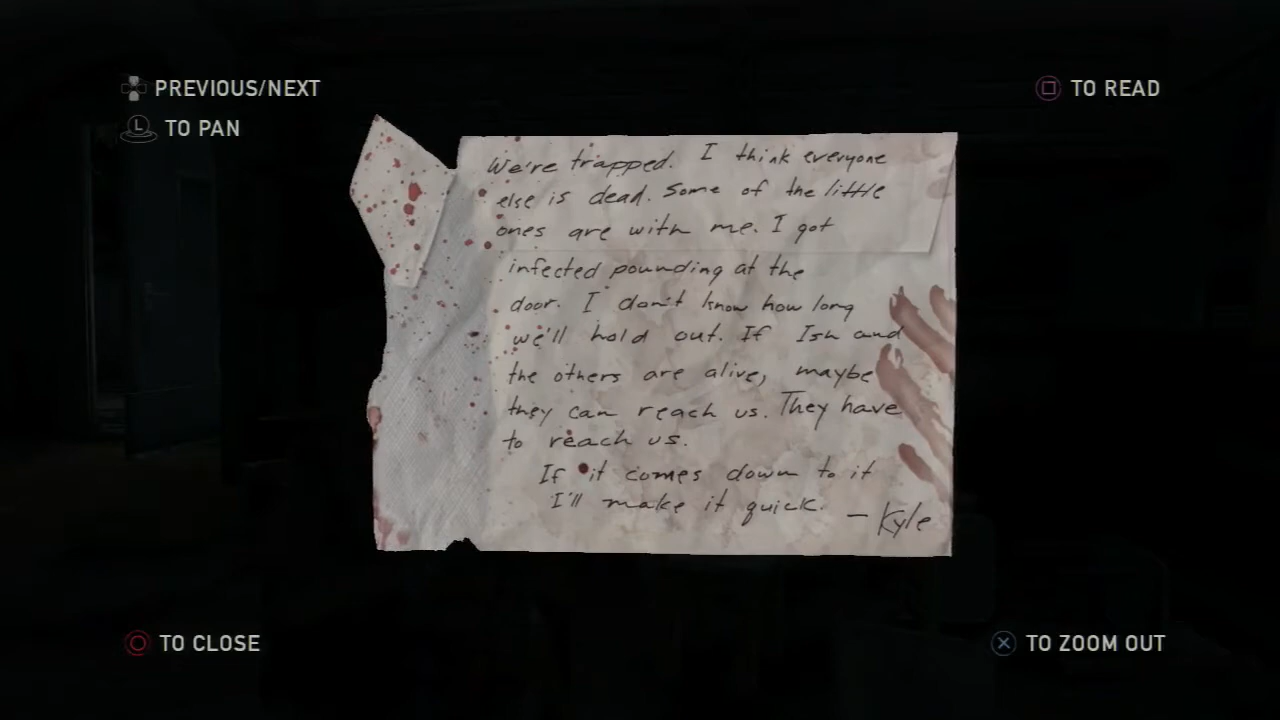 PREVIOUS/NEXT
L TO PAN
TO READ
We're trapped. I think everyone
else is dead. Some of the little
ones are with me. I got
infected pounding at the
door. I don't know how long
we'll hold out. If Ish and
the others are alive, maybe
they can reach us. They have
to reach us.
If it comes down to it
I'll make it quick. – Kyle
TO CLOSE
TO ZOOM OUT